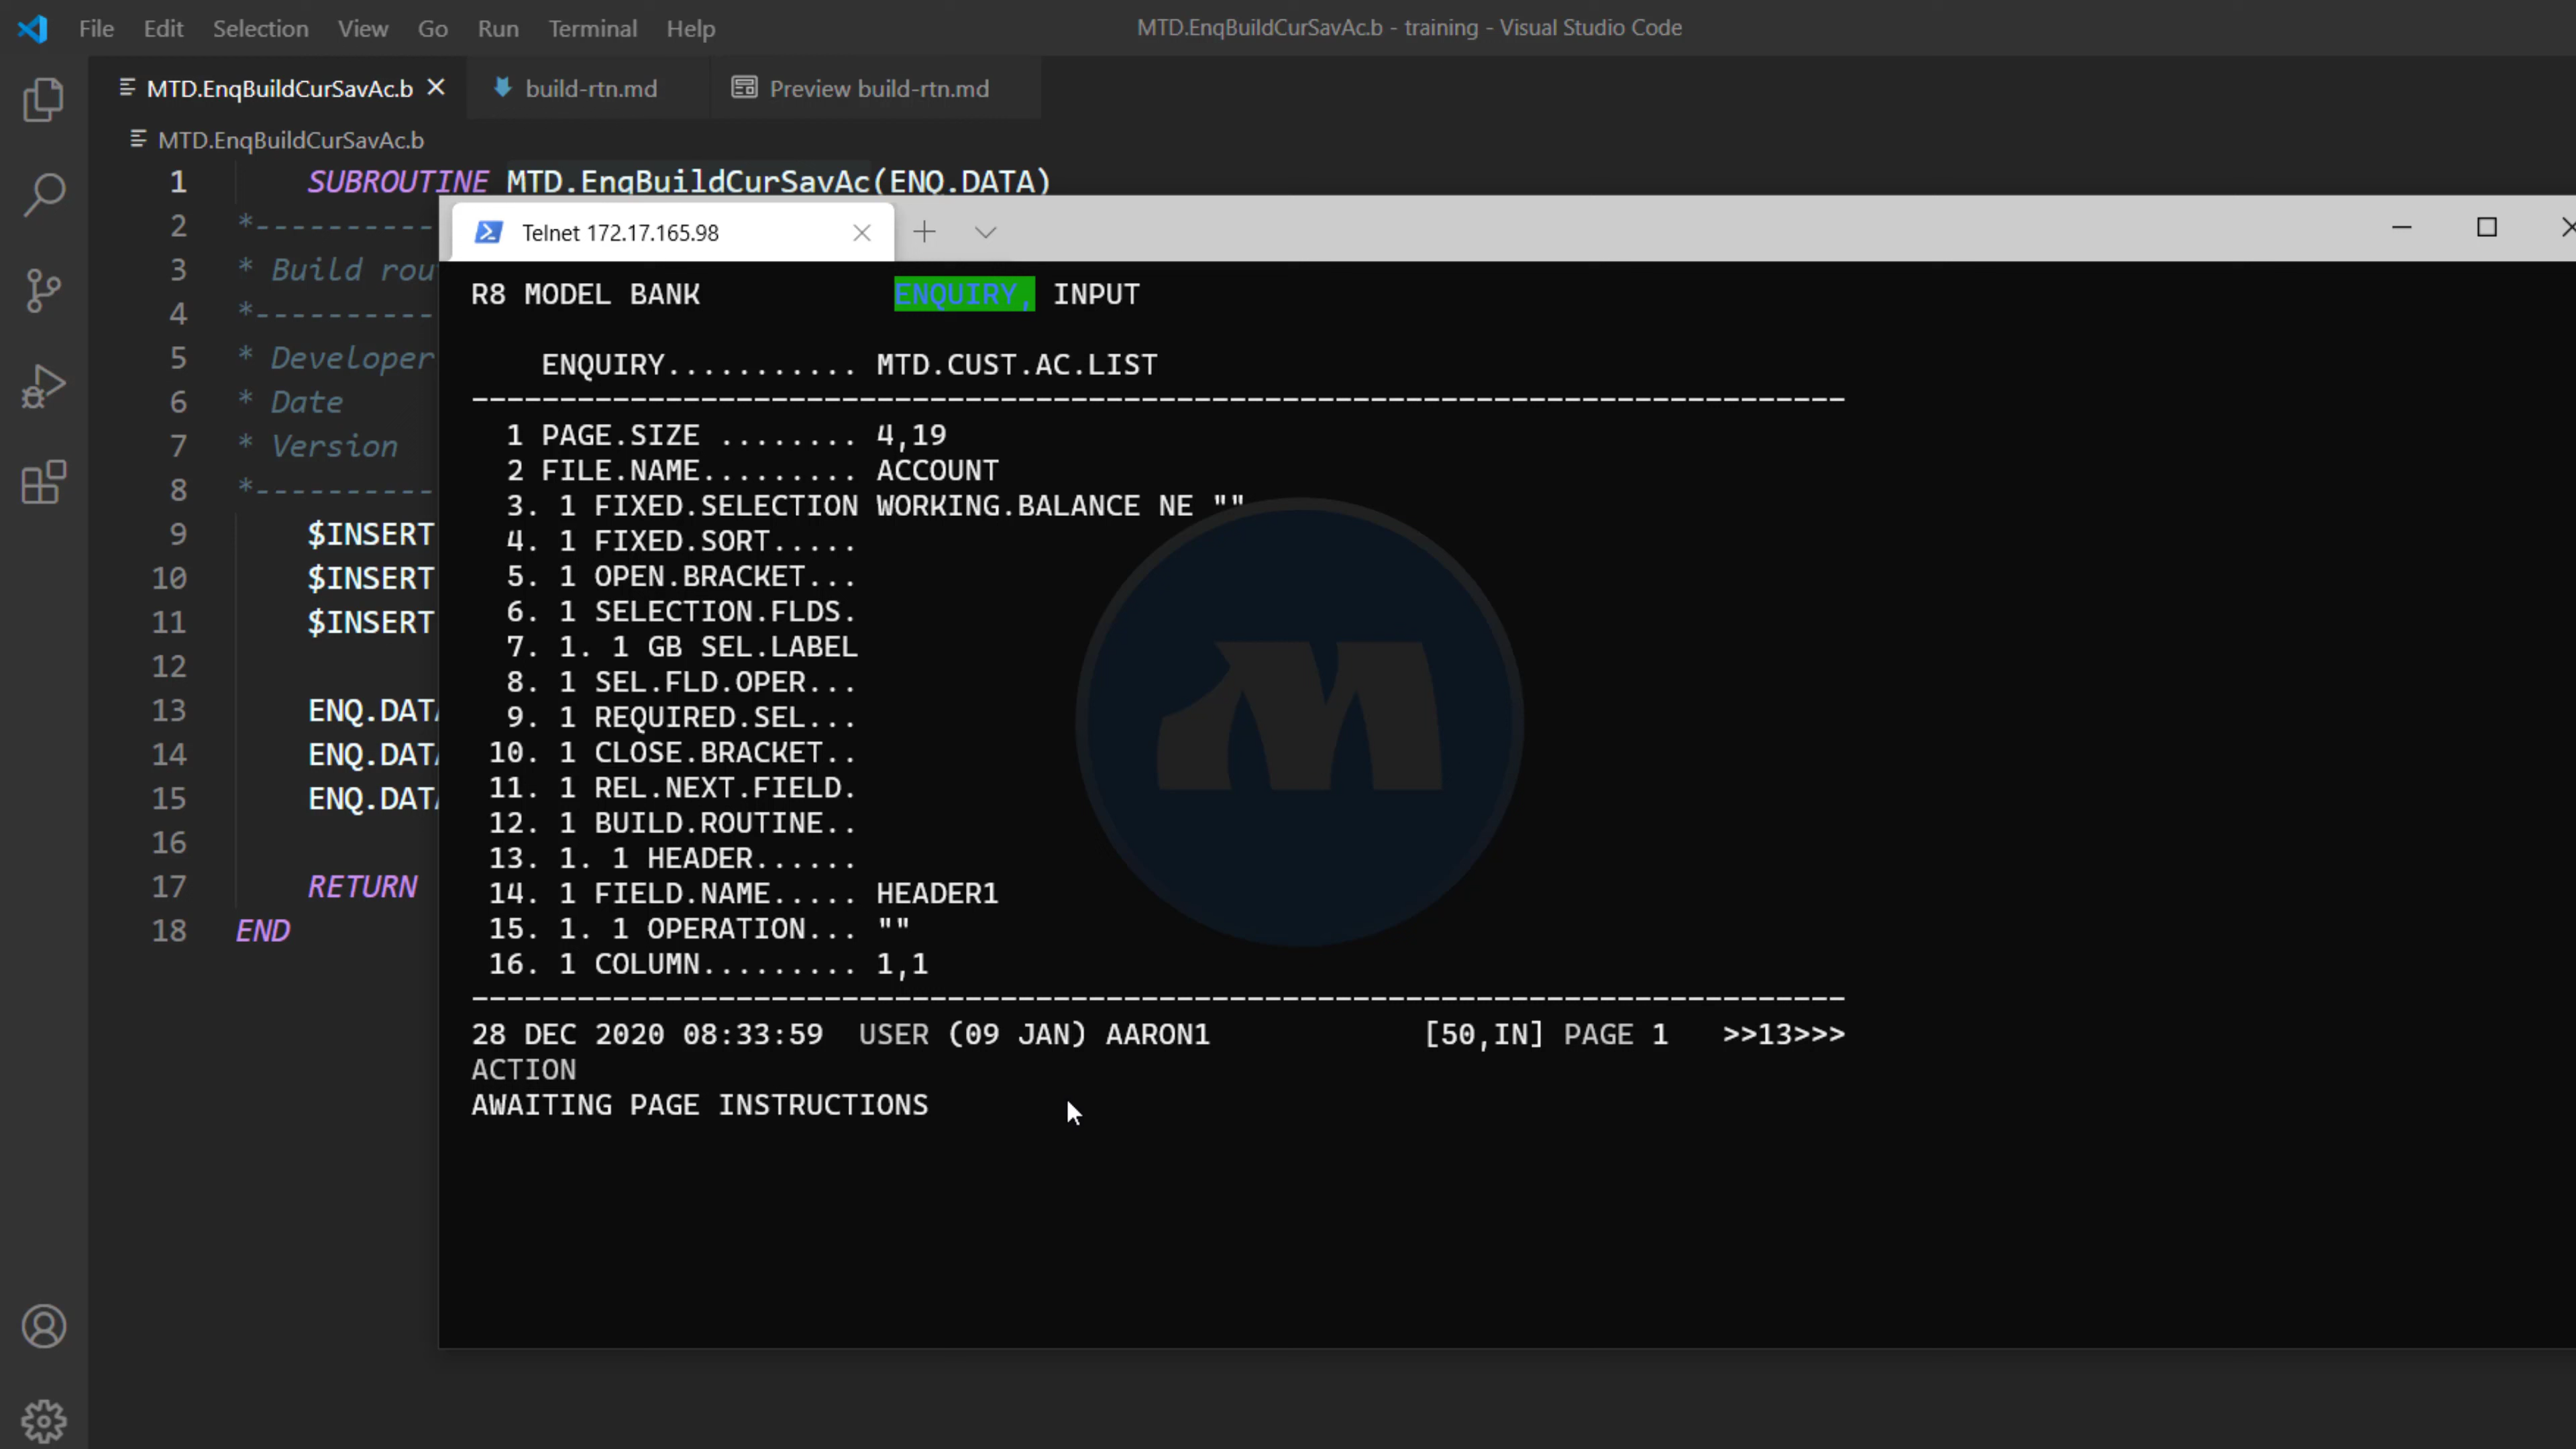 File Edit Selection View Go Run Terminal Help MTD.EnqBuildCurSavAc.b - training - Visual Studio Code
MTD.EnqBuildCurSavAc.b build-rtn.md Preview build-rtn.md
MTD.EnqBuildCurSavAc.b
1 SUBROUTINE MTD.EnqBuildCurSavAc(ENQ.DATA)
2 *----------
3 * Build rou
4 *----------
5 * Developer
6 * Date
7 * Version
8 *----------
9 $INSERT
10 $INSERT
11 $INSERT
12
13 ENQ.DATA
14 ENQ.DATA
15 ENQ.DATA
16
17 RETURN
18 END
Telnet 172.17.165.98
R8 MODEL BANK ENQUIRY, INPUT
ENQUIRY........... MTD.CUST.AC.LIST
------------------------------------------------------------------------------
1 PAGE.SIZE ........ 4,19
2 FILE.NAME......... ACCOUNT
3. 1 FIXED.SELECTION WORKING.BALANCE NE ""
4. 1 FIXED.SORT.....
5. 1 OPEN.BRACKET...
6. 1 SELECTION.FLDS.
7. 1. 1 GB SEL.LABEL
8. 1 SEL.FLD.OPER...
9. 1 REQUIRED.SEL...
10. 1 CLOSE.BRACKET..
11. 1 REL.NEXT.FIELD.
12. 1 BUILD.ROUTINE..
13. 1. 1 HEADER......
14. 1 FIELD.NAME..... HEADER1
15. 1. 1 OPERATION... ""
16. 1 COLUMN......... 1,1
------------------------------------------------------------------------------
28 DEC 2020 08:33:59 USER (09 JAN) AARON1 [50,IN] PAGE 1 >>13>>>
ACTION
AWAITING PAGE INSTRUCTIONS